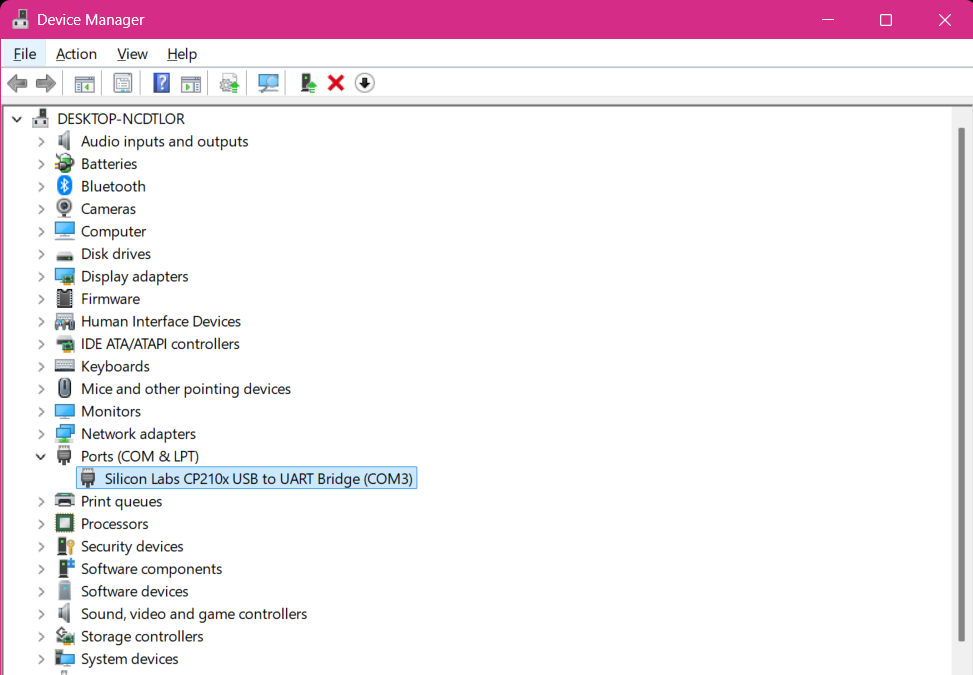 Device Manager
File Action View Help
DESKTOP-NCDTLOR
Audio inputs and outputs
Batteries
Bluetooth
Cameras
Computer
Disk drives
Display adapters
Firmware
Human Interface Devices
IDE ATA/ATAPI controllers
Keyboards
Mice and other pointing devices
Monitors
Network adapters
Ports (COM & LPT)
Silicon Labs CP210x USB to UART Bridge (COM3)
Print queues
Processors
Security devices
Software components
Software devices
Sound, video and game controllers
Storage controllers
System devices